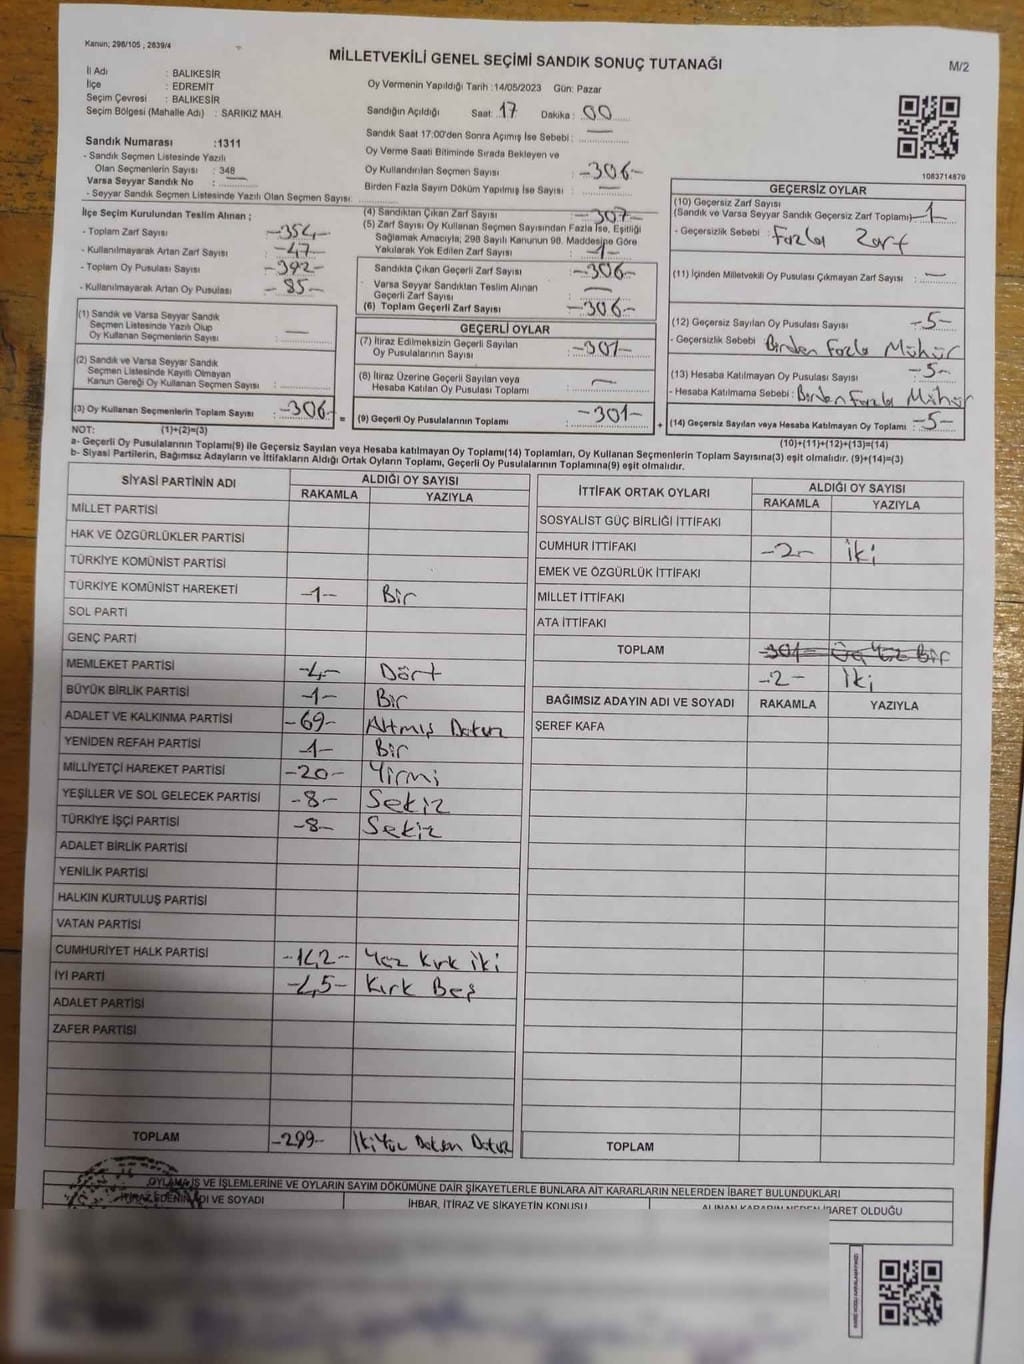 Kanun; 298/105 , 2839/4
MİLLETVEKİLİ GENEL SEÇİMİ SANDIK SONUÇ TUTANAĞI
M/2
İl Adı : BALIKESİR
İlçe : EDREMİT
Seçim Çevresi : BALIKESİR
Seçim Bölgesi (Mahalle Adı) : SARIKIZ MAH.
Oy Vermenin Yapıldığı Tarih :14/05/2023 Gün: Pazar
Sandığın Açıldığı Saat: 17 Dakika : 00
Sandık Saat 17:00'den Sonra Açımış İse Sebebi : —
Oy Verme Saati Bitiminde Sırada Bekleyen ve
Oy Kullandırılan Seçmen Sayısı : -306-
Birden Fazla Sayım Döküm Yapılmış İse Sayısı : —
Sandık Numarası :1311
- Sandık Seçmen Listesinde Yazılı
Olan Seçmenlerin Sayısı : 348
Varsa Seyyar Sandık No : —
- Seyyar Sandık Seçmen Listesinde Yazılı Olan Seçmen Sayısı:
1083714879
İlçe Seçim Kurulundan Teslim Alınan ;
- Toplam Zarf Sayısı : -354-
- Kullanılmayarak Artan Zarf Sayısı : -47-
- Toplam Oy Pusulası Sayısı : -392-
- Kullanılmayarak Artan Oy Pusulası : -85-
(1) Sandık ve Varsa Seyyar Sandık
Seçmen Listesinde Yazılı Olup
Oy Kullanan Seçmenlerin Sayısı : —
(2) Sandık ve Varsa Seyyar Sandık
Seçmen Listesinde Kayıtlı Olmayan
Kanun Gereği Oy Kullanan Seçmen Sayısı :
(3) Oy Kullanan Seçmenlerin Toplam Sayısı : -306- =
(4) Sandıktan Çıkan Zarf Sayısı : -307-
(5) Zarf Sayısı Oy Kullanan Seçmen Sayısından Fazla İse, Eşitliği
Sağlamak Amacıyla, 298 Sayılı Kanunun 98. Maddesine Göre
Yakılarak Yok Edilen Zarf Sayısı : -1-
Sandıkta Çıkan Geçerli Zarf Sayısı : -306-
Varsa Seyyar Sandıktan Teslim Alınan
Geçerli Zarf Sayısı : —
(6) Toplam Geçerli Zarf Sayısı : -306-
GEÇERLİ OYLAR
(7) İtiraz Edilmeksizin Geçerli Sayılan
Oy Pusulalarının Sayısı : -301-
(8) İtiraz Üzerine Geçerli Sayılan veya
Hesaba Katılan Oy Pusulası Toplamı : —
(9) Geçerli Oy Pusulalarının Toplamı : -301- +
GEÇERSİZ OYLAR
(10) Geçersiz Zarf Sayısı
(Sandık ve Varsa Seyyar Sandık Geçersiz Zarf Toplamı) : -1-
- Geçersizlik Sebebi : Fazla Zarf
(11) İçinden Milletvekili Oy Pusulası Çıkmayan Zarf Sayısı : —
(12) Geçersiz Sayılan Oy Pusulası Sayısı : -5-
- Geçersizlik Sebebi : Birden Fazla Mühür
(13) Hesaba Katılmayan Oy Pusulası Sayısı : -5-
- Hesaba Katılmama Sebebi : Birden Fazla Mühür
(14) Geçersiz Sayılan veya Hesaba Katılmayan Oy Toplamı : -5-
NOT: (1)+(2)=(3) (10)+(11)+(12)+(13)=(14)
a- Geçerli Oy Pusulalarının Toplamı(9) ile Geçersiz Sayılan veya Hesaba katılmayan Oy Toplamı(14) Toplamları, Oy Kullanan Seçmenlerin Toplam Sayısına(3) eşit olmalıdır. (9)+(14)=(3)
b- Siyasi Partilerin, Bağımsız Adayların ve İttifakların Aldığı Ortak Oyların Toplamı, Geçerli Oy Pusulalarının Toplamına(9) eşit olmalıdır.
SİYASİ PARTİNİN ADI ALDIĞI OY SAYISI
RAKAMLA YAZIYLA
MİLLET PARTİSİ
HAK VE ÖZGÜRLÜKLER PARTİSİ
TÜRKİYE KOMÜNİST PARTİSİ
TÜRKİYE KOMÜNİST HAREKETİ -1- Bir
SOL PARTİ
GENÇ PARTİ
MEMLEKET PARTİSİ -4- Dört
BÜYÜK BİRLİK PARTİSİ -1- Bir
ADALET VE KALKINMA PARTİSİ -69- Altmış Dokuz
YENİDEN REFAH PARTİSİ -1- Bir
MİLLİYETÇİ HAREKET PARTİSİ -20- Yirmi
YEŞİLLER VE SOL GELECEK PARTİSİ -8- Sekiz
TÜRKİYE İŞÇİ PARTİSİ -8- Sekiz
ADALET BİRLİK PARTİSİ
YENİLİK PARTİSİ
HALKIN KURTULUŞ PARTİSİ
VATAN PARTİSİ
CUMHURİYET HALK PARTİSİ -142- Yüz Kırk İki
İYİ PARTİ -45- Kırk Beş
ADALET PARTİSİ
ZAFER PARTİSİ
TOPLAM -299- İki Yüz Doksan Dokuz
İTTİFAK ORTAK OYLARI ALDIĞI OY SAYISI
RAKAMLA YAZIYLA
SOSYALİST GÜÇ BİRLİĞİ İTTİFAKI
CUMHUR İTTİFAKI -2- İki
EMEK VE ÖZGÜRLÜK İTTİFAKI
MİLLET İTTİFAKI
ATA İTTİFAKI
TOPLAM -301- Üç Yüz Bir
-2- İki
BAĞIMSIZ ADAYIN ADI VE SOYADI RAKAMLA YAZIYLA
ŞEREF KAFA
TOPLAM
OYLAMA İŞ VE İŞLEMLERİNE VE OYLARIN SAYIM DÖKÜMÜNE DAİR ŞİKAYETLERLE BUNLARA AİT KARARLARIN NELERDEN İBARET BULUNDUKLARI
İTİRAZ EDENİN ADI VE SOYADI İHBAR, İTİRAZ VE ŞİKAYETİN KONUSU ALINAN KARARIN NEDEN İBARET OLDUĞU